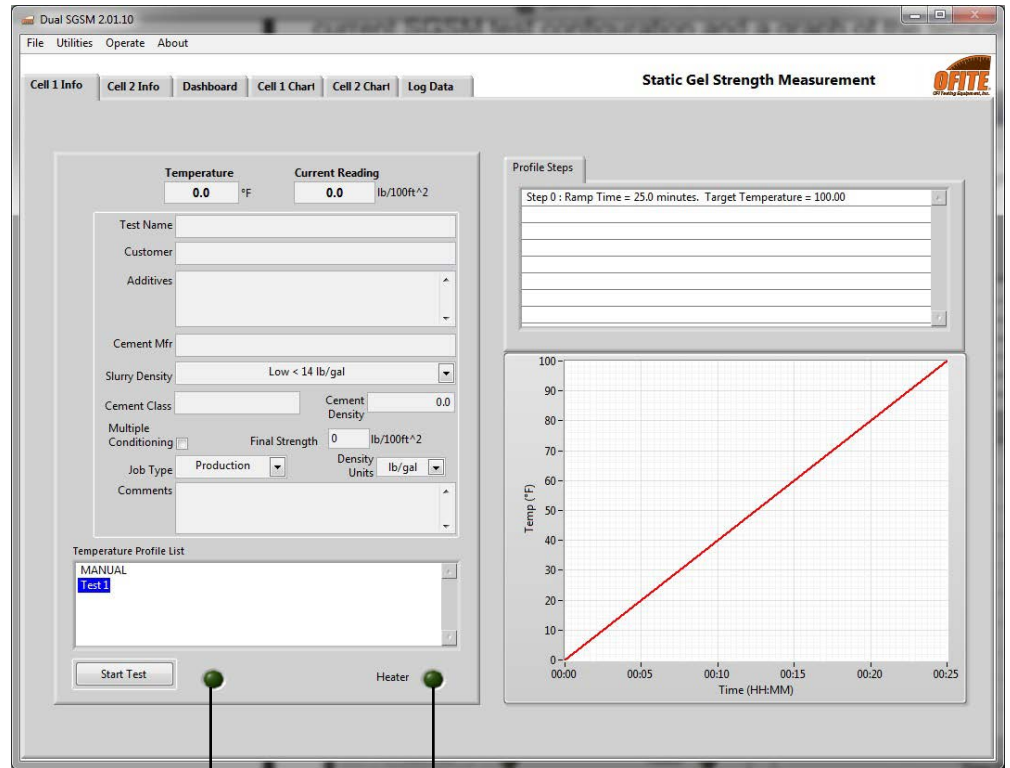 Dual SGSM 2.01.10
File Utilities Operate About
Cell 1 Info Cell 2 Info Dashboard Cell 1 Chart Cell 2 Chart Log Data
Static Gel Strength Measurement
OFITE
OFI Testing Equipment, Inc.
Temperature Current Reading
0.0 °F 0.0 lb/100ft^2
Test Name
Customer
Additives
Cement Mfr
Slurry Density Low < 14 lb/gal
Cement Class Cement Density 0.0
Multiple Conditioning Final Strength 0 lb/100ft^2
Job Type Production Density Units lb/gal
Comments
Temperature Profile List
MANUAL
Test 1
Start Test Heater
Profile Steps
Step 0 : Ramp Time = 25.0 minutes. Target Temperature = 100.00
Temp (°F)
100
90
80
70
60
50
40
30
20
10
0
00:00 00:05 00:10 00:15 00:20 00:25
Time (HH:MM)